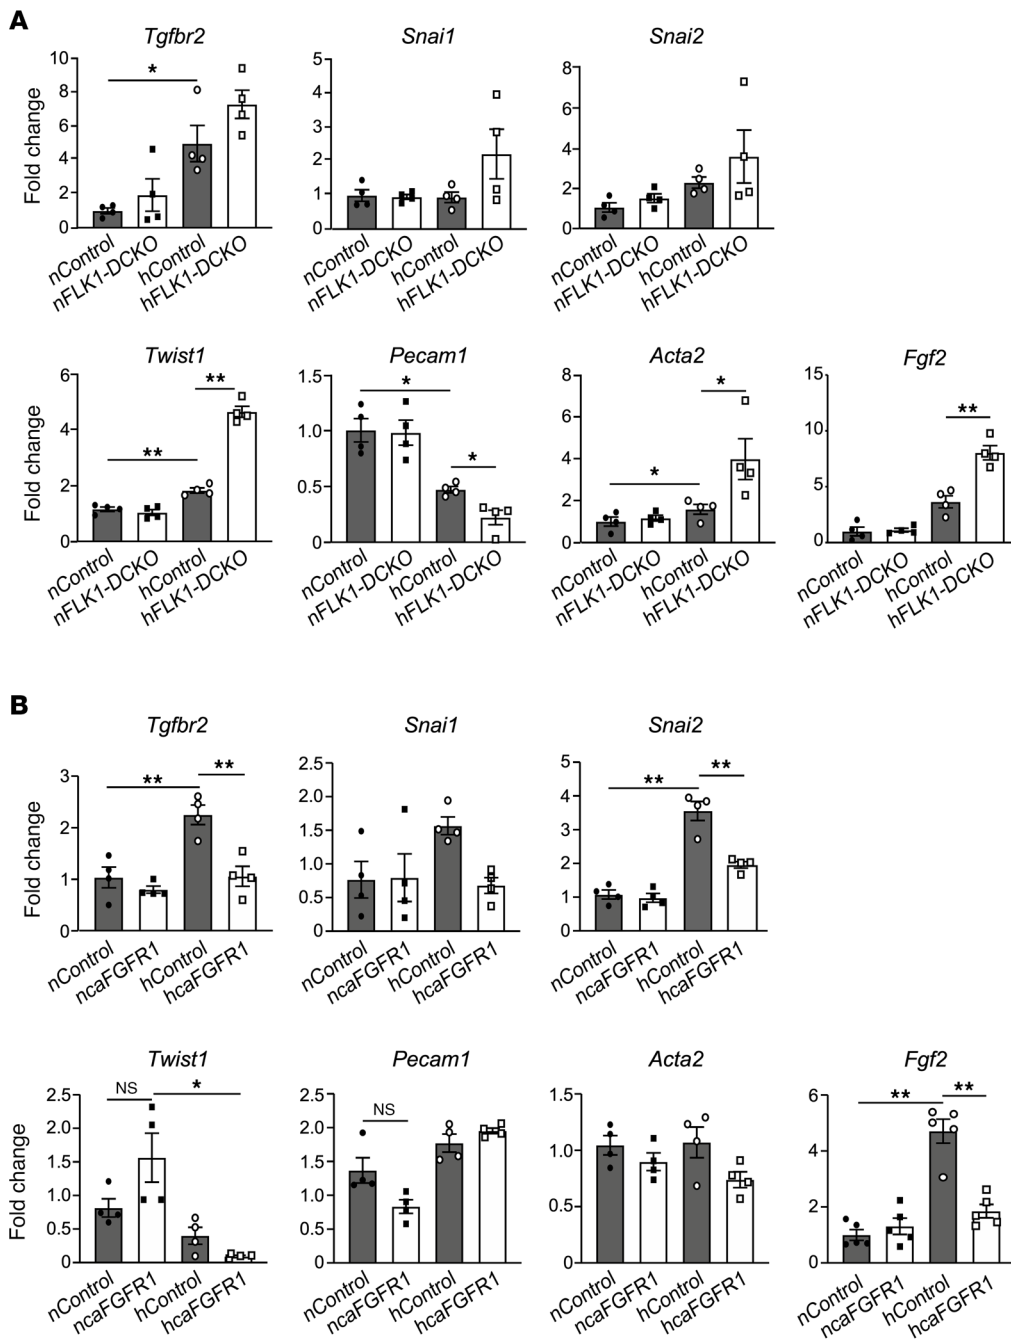 A
Tgfbr2
Snai1
Snai2
Fold change
10
8
6
4
2
0
*
nControl
nFLK1-DCKO
hControl
hFLK1-DCKO
5
4
3
2
1
0
nControl
nFLK1-DCKO
hControl
hFLK1-DCKO
8
6
4
2
0
nControl
nFLK1-DCKO
hControl
hFLK1-DCKO
Twist1
Pecam1
Acta2
Fgf2
Fold change
6
4
2
0
**
**
nControl
nFLK1-DCKO
hControl
hFLK1-DCKO
1.5
1.0
0.5
0
*
*
nControl
nFLK1-DCKO
hControl
hFLK1-DCKO
8
6
4
2
0
*
*
nControl
nFLK1-DCKO
hControl
hFLK1-DCKO
15
10
5
0
**
nControl
nFLK1-DCKO
hControl
hFLK1-DCKO
B
Tgfbr2
Snai1
Snai2
Fold change
3
2
1
0
**
**
nControl
ncaFGFR1
hControl
hcaFGFR1
2.5
2.0
1.5
1.0
0.5
0
nControl
ncaFGFR1
hControl
hcaFGFR1
5
4
3
2
1
0
**
**
nControl
ncaFGFR1
hControl
hcaFGFR1
Twist1
Pecam1
Acta2
Fgf2
Fold change
2.5
2.0
1.5
1.0
0.5
0
NS
*
nControl
ncaFGFR1
hControl
hcaFGFR1
2.5
2.0
1.5
1.0
0.5
0
NS
nControl
ncaFGFR1
hControl
hcaFGFR1
1.5
1.0
0.5
0
nControl
ncaFGFR1
hControl
hcaFGFR1
6
4
2
0
**
**
nControl
ncaFGFR1
hControl
hcaFGFR1